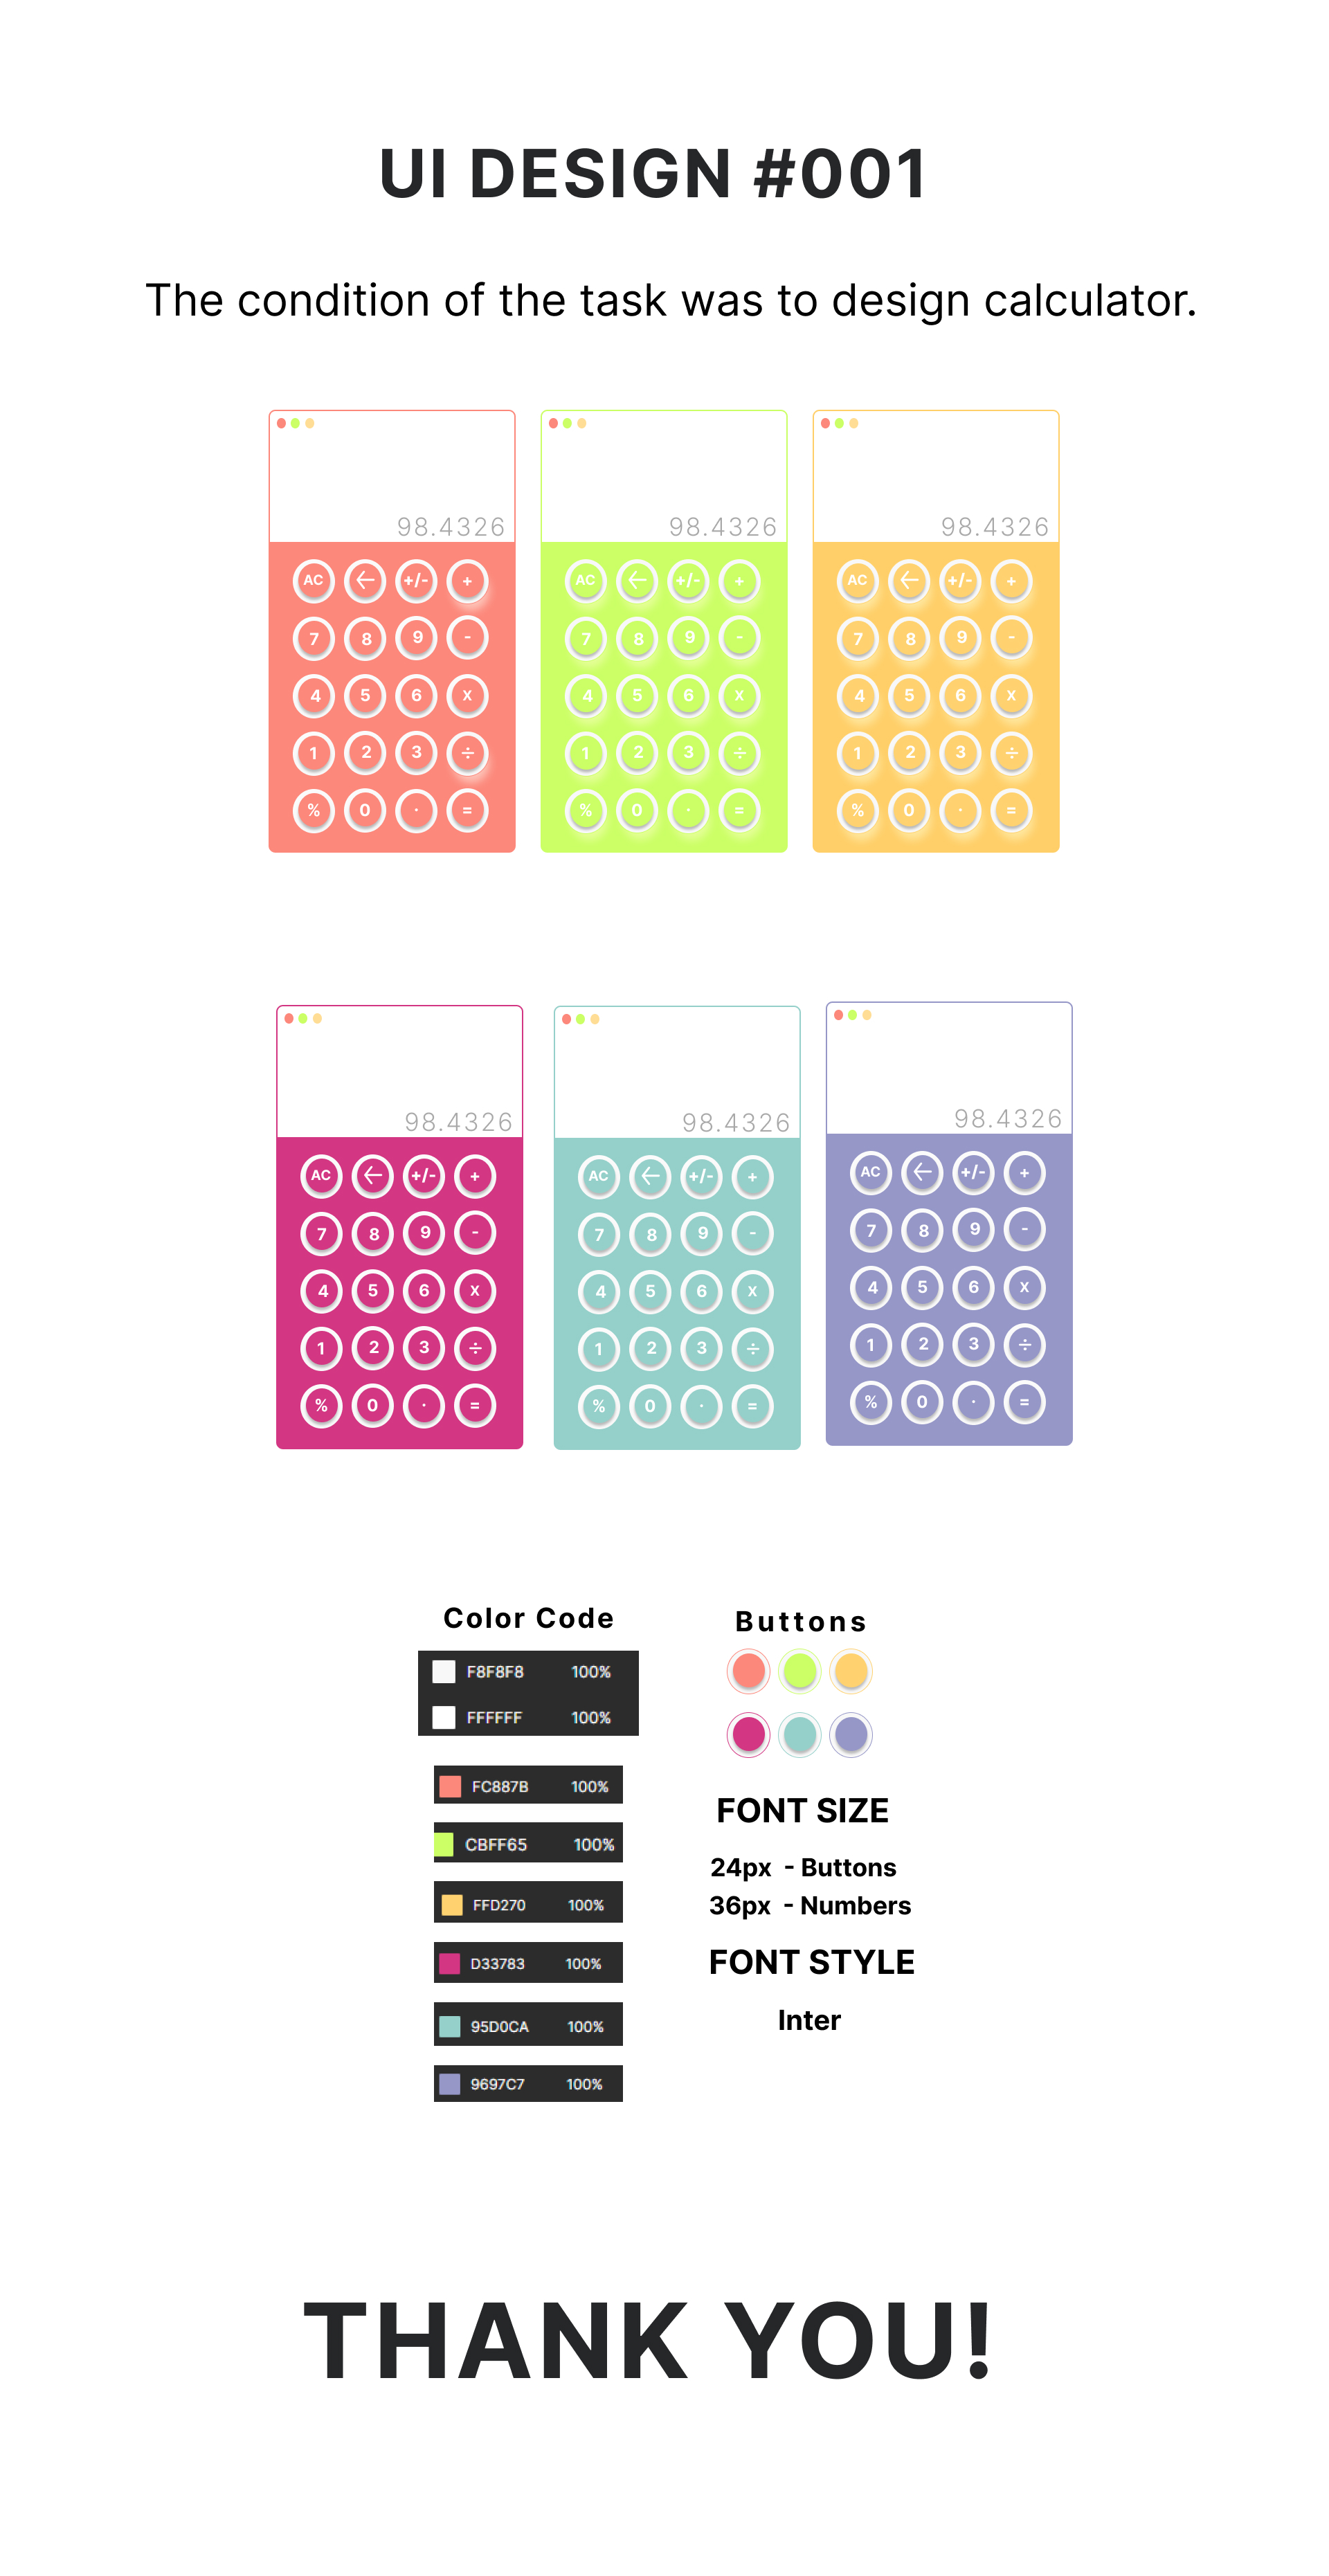 UI DESIGN #001
The condition of the task was to design calculator.
98.4326 98.4326 98.4326
AC ← +/- + AC ← +/- + AC ← +/- +
7 8 9 - 7 8 9 - 7 8 9 -
4 5 6 x 4 5 6 x 4 5 6 x
1 2 3 ÷ 1 2 3 ÷ 1 2 3 ÷
% 0 · = % 0 · = % 0 · =
98.4326 98.4326 98.4326
AC ← +/- + AC ← +/- + AC ← +/- +
7 8 9 - 7 8 9 - 7 8 9 -
4 5 6 x 4 5 6 x 4 5 6 x
1 2 3 ÷ 1 2 3 ÷ 1 2 3 ÷
% 0 · = % 0 · = % 0 · =
Color Code
F8F8F8 100%
FFFFFF 100%
FC887B 100%
CBFF65 100%
FFD270 100%
D33783 100%
95D0CA 100%
9697C7 100%
Buttons
FONT SIZE
24px - Buttons
36px - Numbers
FONT STYLE
Inter
THANK YOU!